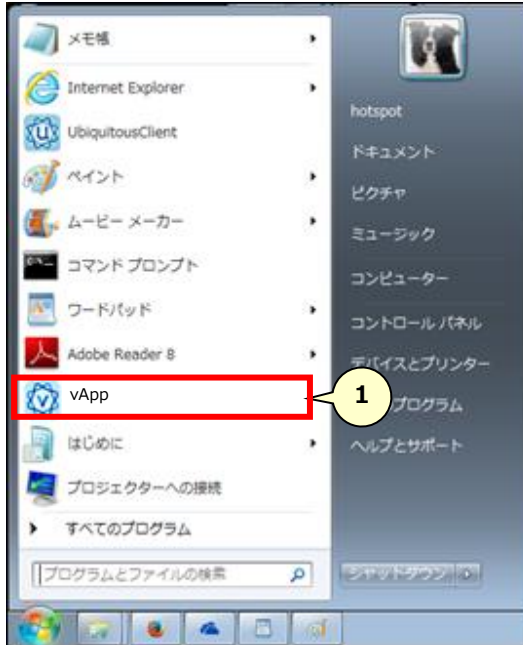 メモ帳
Internet Explorer
UbiquitousClient
ペイント
ムービー メーカー
コマンド プロンプト
ワードパッド
Adobe Reader 8
vApp
はじめに
プロジェクターへの接続
すべてのプログラム
プログラムとファイルの検索
hotspot
ドキュメント
ピクチャ
ミュージック
コンピューター
コントロール パネル
デバイスとプリンター
1
プログラム
ヘルプとサポート
シャットダウン